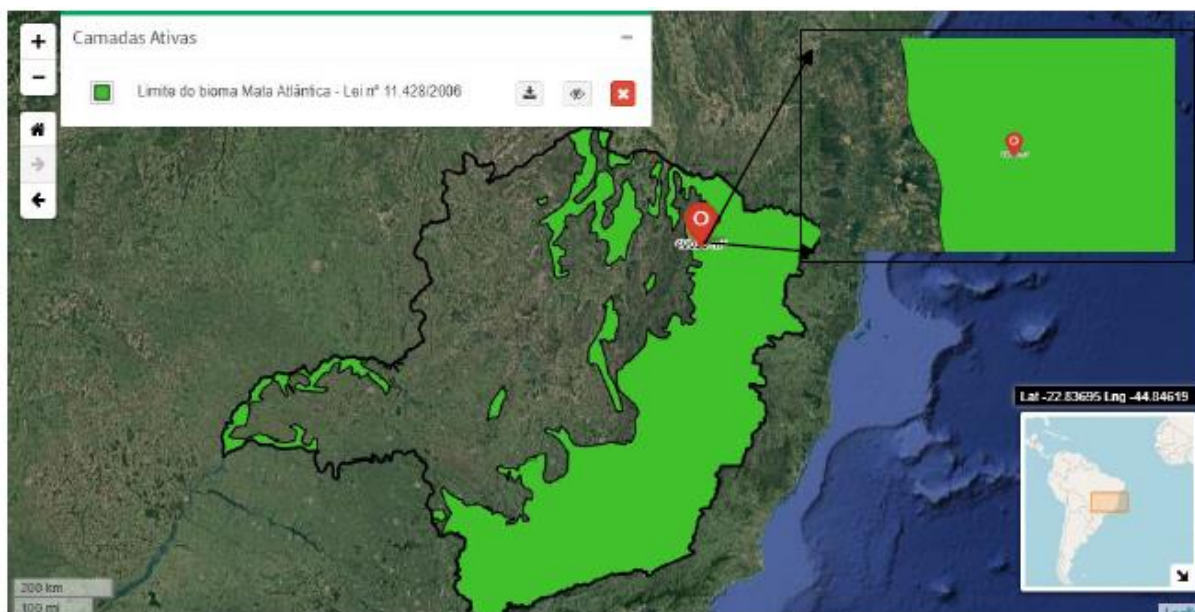 +
Camadas Ativas
−
Limite do bioma Mata Atlântica - Lei nº 11.428/2006
−
Lat -22.83695 Lng -44.84619
200 km
100 mi